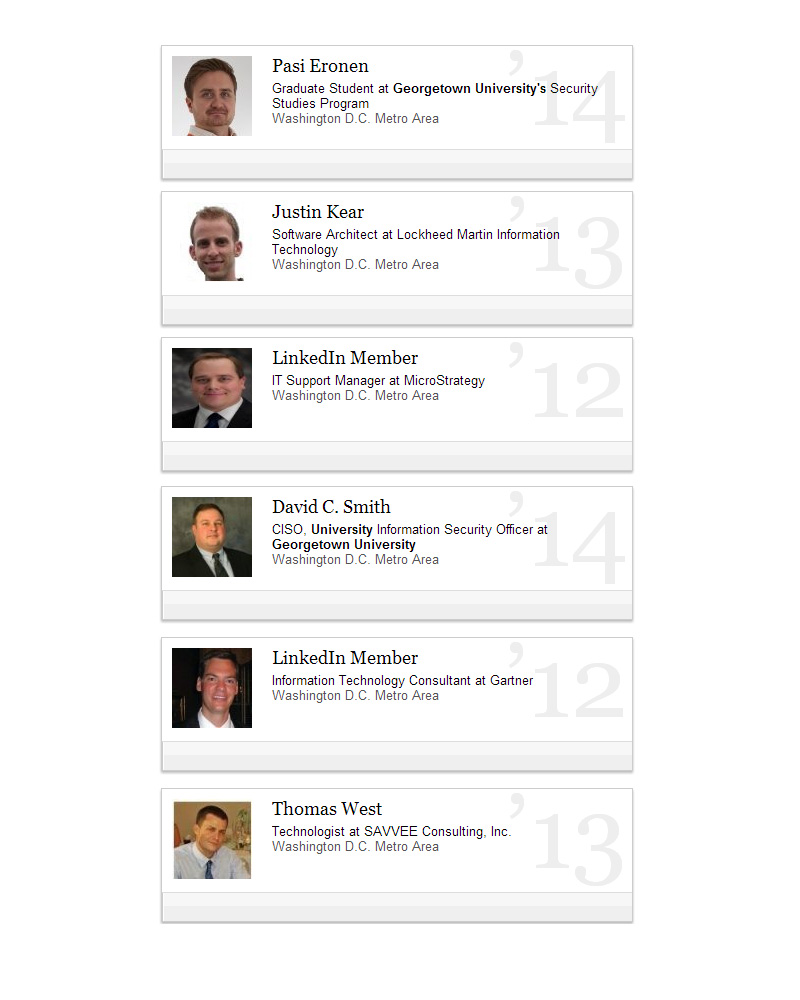 Pasi Eronen
’14
Graduate Student at Georgetown University's Security
Studies Program
Washington D.C. Metro Area
Justin Kear
’13
Software Architect at Lockheed Martin Information
Technology
Washington D.C. Metro Area
LinkedIn Member
’12
IT Support Manager at MicroStrategy
Washington D.C. Metro Area
David C. Smith
’14
CISO, University Information Security Officer at
Georgetown University
Washington D.C. Metro Area
LinkedIn Member
’12
Information Technology Consultant at Gartner
Washington D.C. Metro Area
Thomas West
’13
Technologist at SAVVEE Consulting, Inc.
Washington D.C. Metro Area